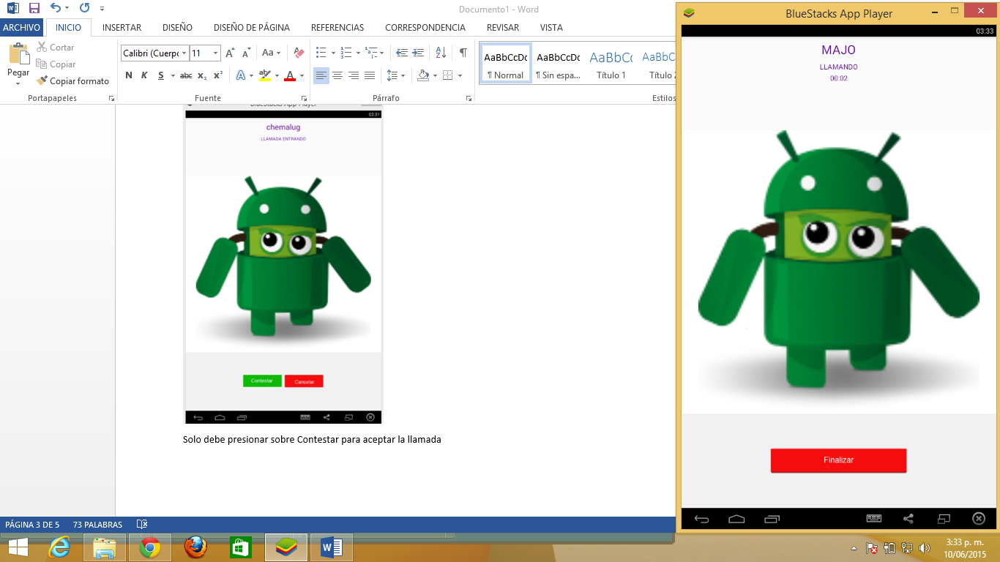 Documento1 - Word
ARCHIVO INICIO INSERTAR DISEÑO DISEÑO DE PÁGINA REFERENCIAS CORRESPONDENCIA REVISAR VISTA
Pegar
Cortar
Copiar
Copiar formato
Portapapeles
Calibri (Cuerpo 11
Aa
N K S abc x₂ x²
A A
Fuente
Párrafo
AaBbCcDc AaBbCcDc AaBbCc AaBbCc
¶ Normal ¶ Sin espa... Título 1 Título 2
Estilos
BlueStacks App Player
03:31
chemalug
LLAMADA ENTRANDO
Contestar Cancelar
Solo debe presionar sobre Contestar para aceptar la llamada
PÁGINA 3 DE 5 73 PALABRAS
BlueStacks App Player
03:33
MAJO
LLAMANDO
00:02
Finalizar
3:33 p. m.
10/06/2015